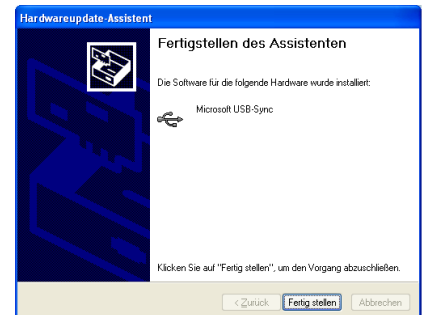 Hardwareupdate-Assistent
Fertigstellen des Assistenten
Die Software für die folgende Hardware wurde installiert:
Microsoft USB-Sync
Klicken Sie auf "Fertig stellen", um den Vorgang abzuschließen.
< Zurück Fertig stellen Abbrechen